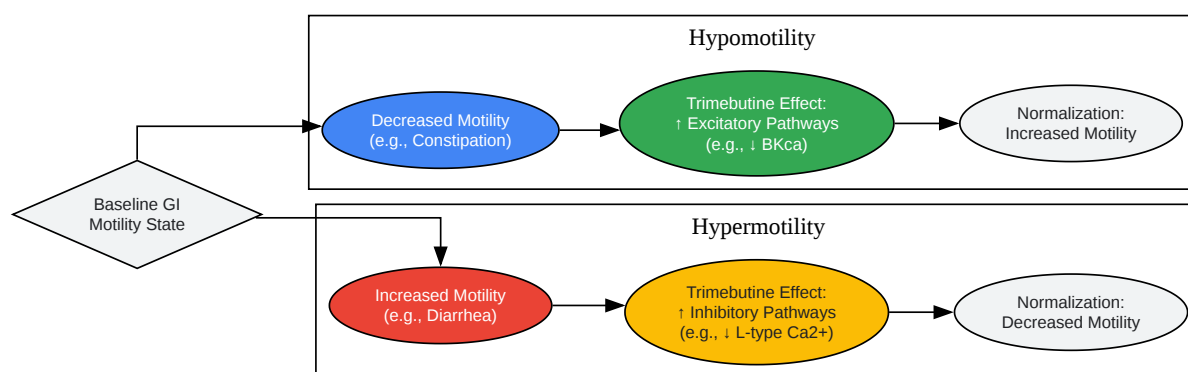 Hypomotility
Decreased Motility
(e.g., Constipation)
Trimebutine Effect:
↑ Excitatory Pathways
(e.g., ↓ BKca)
Normalization:
Increased Motility
Baseline GI
Motility State
Hypermotility
Increased Motility
(e.g., Diarrhea)
Trimebutine Effect:
↑ Inhibitory Pathways
(e.g., ↓ L-type Ca2+)
Normalization:
Decreased Motility